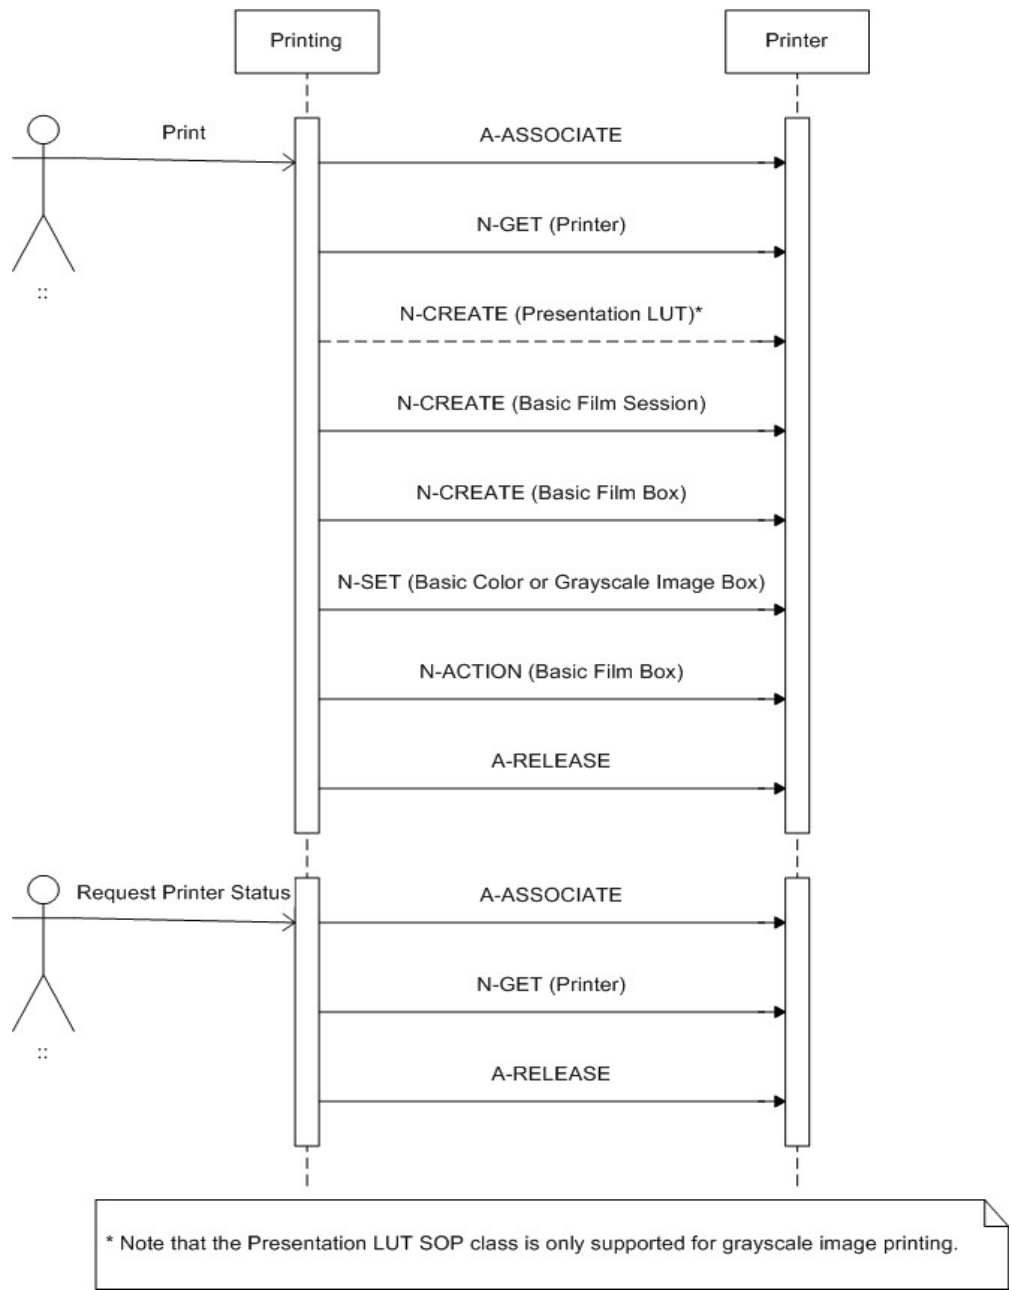 Printing
Printer
Print
A-ASSOCIATE
N-GET (Printer)
::
N-CREATE (Presentation LUT)*
N-CREATE (Basic Film Session)
N-CREATE (Basic Film Box)
N-SET (Basic Color or Grayscale Image Box)
N-ACTION (Basic Film Box)
A-RELEASE
Request Printer Status
A-ASSOCIATE
N-GET (Printer)
::
A-RELEASE
* Note that the Presentation LUT SOP class is only supported for grayscale image printing.